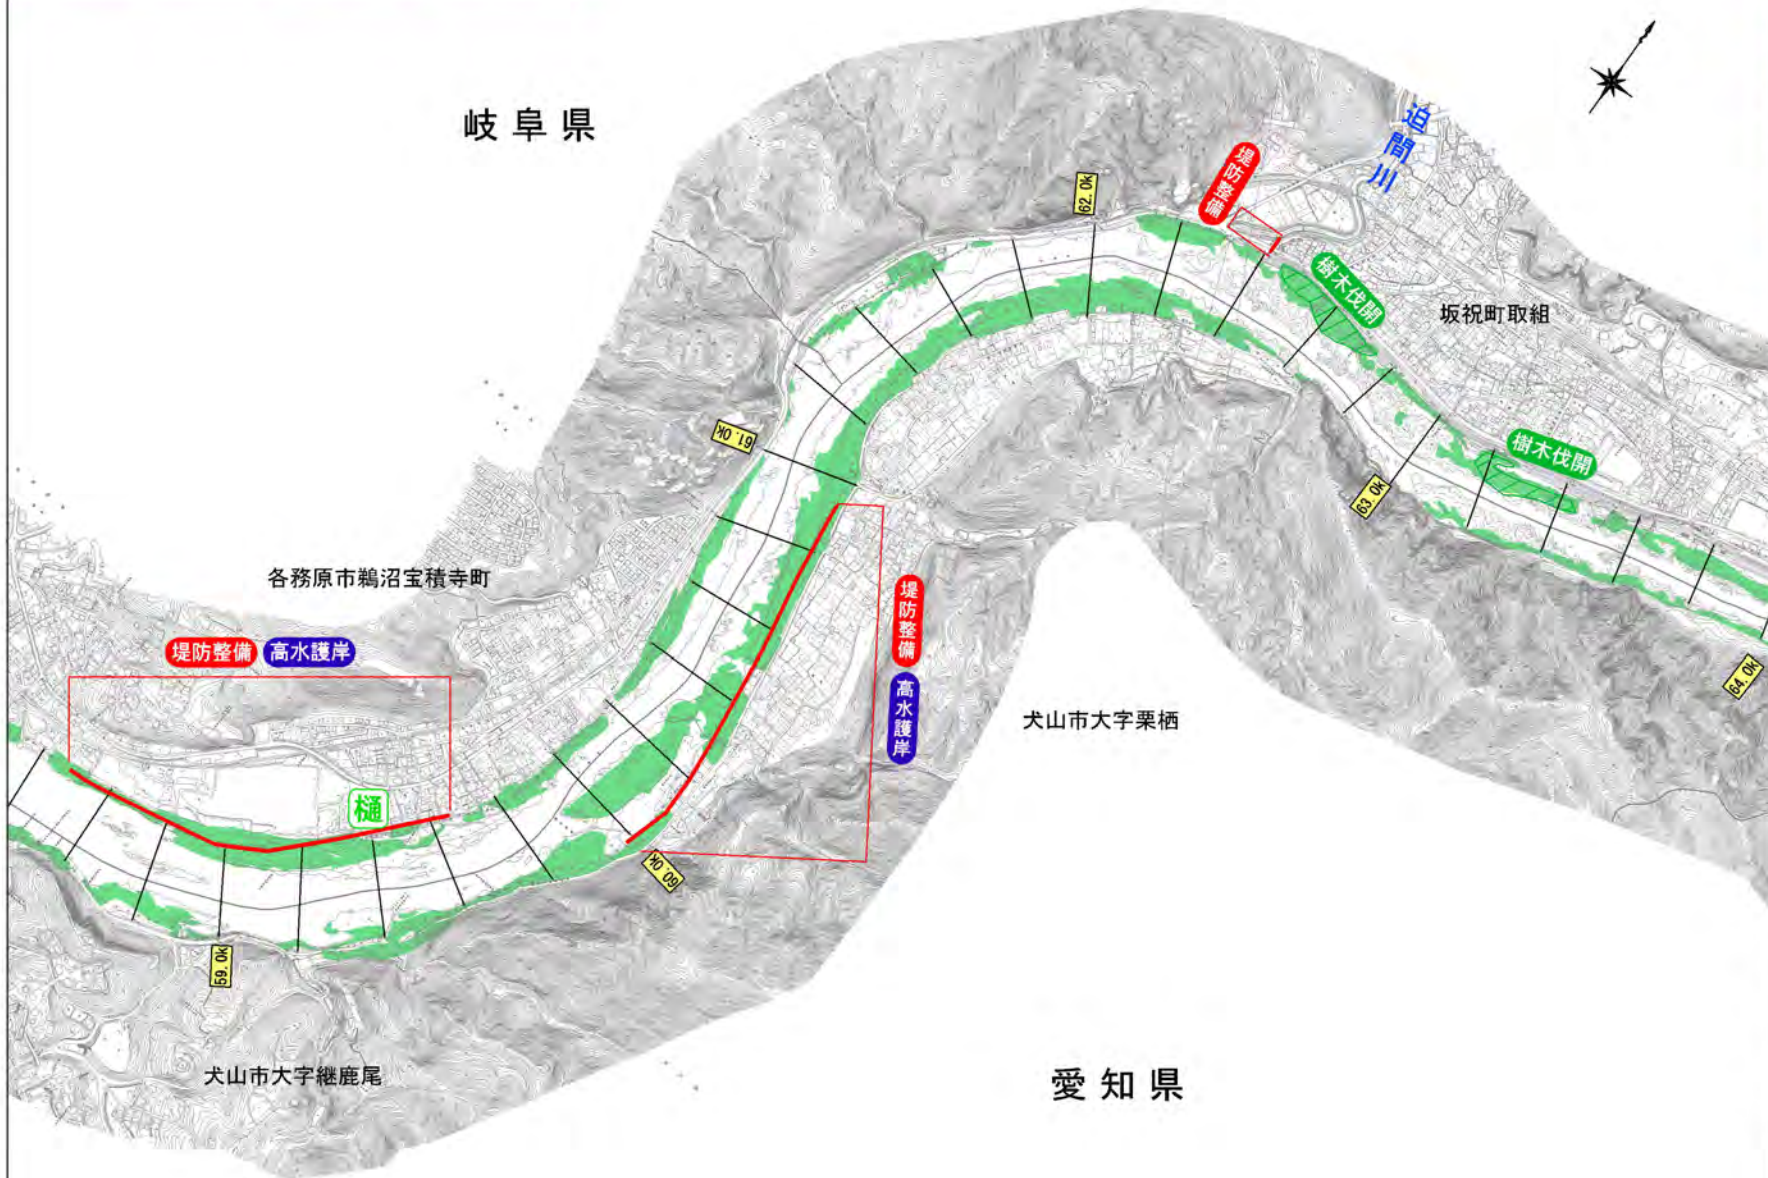 岐阜県
迫間川
堤防整備
62.0k
樹木伐開
坂祝町取組
61.0k
樹木伐開
63.0k
各務原市鵜沼宝積寺町
堤防整備
高水護岸
堤防整備 高水護岸
64.0k
犬山市大字栗栖
樋
60.0k
59.0k
犬山市大字継鹿尾
愛知県